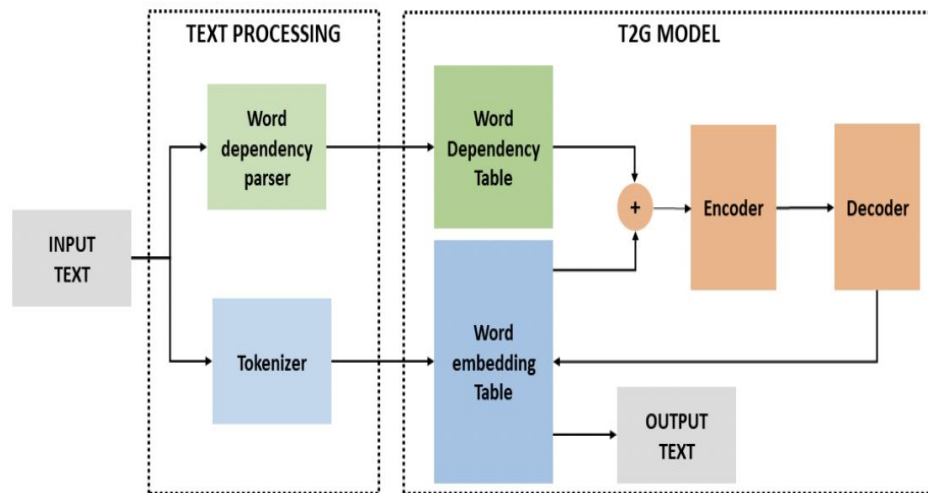 TEXT PROCESSING
T2G MODEL
Word
dependency
parser
Word
Dependency
Table
+
Encoder
Decoder
INPUT
TEXT
Tokenizer
Word
embedding
Table
OUTPUT
TEXT